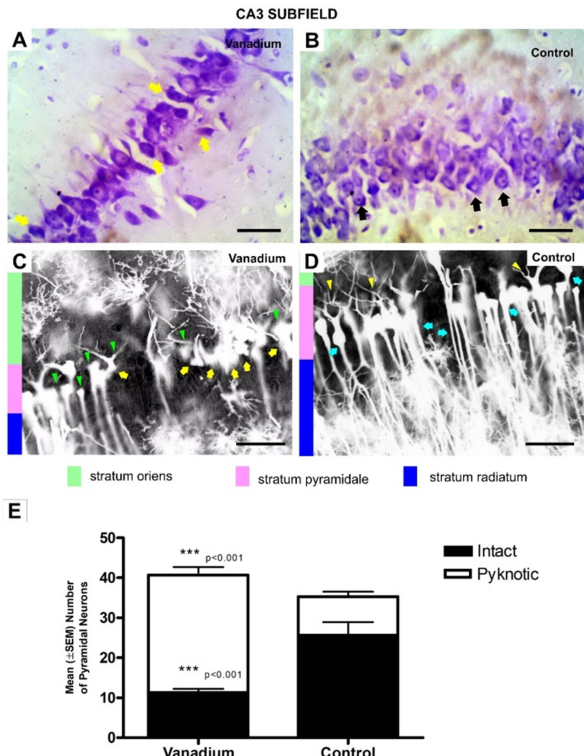 CA3 SUBFIELD
A
Vanadium
B
Control
C
Vanadium
D
Control
stratum oriens
stratum pyramidale
stratum radiatum
E
Mean (±SEM) Number
of Pyramidal Neurons
50
40
30
20
10
0
*** p<0.001
*** p<0.001
Intact
Pyknotic
Vanadium
Control